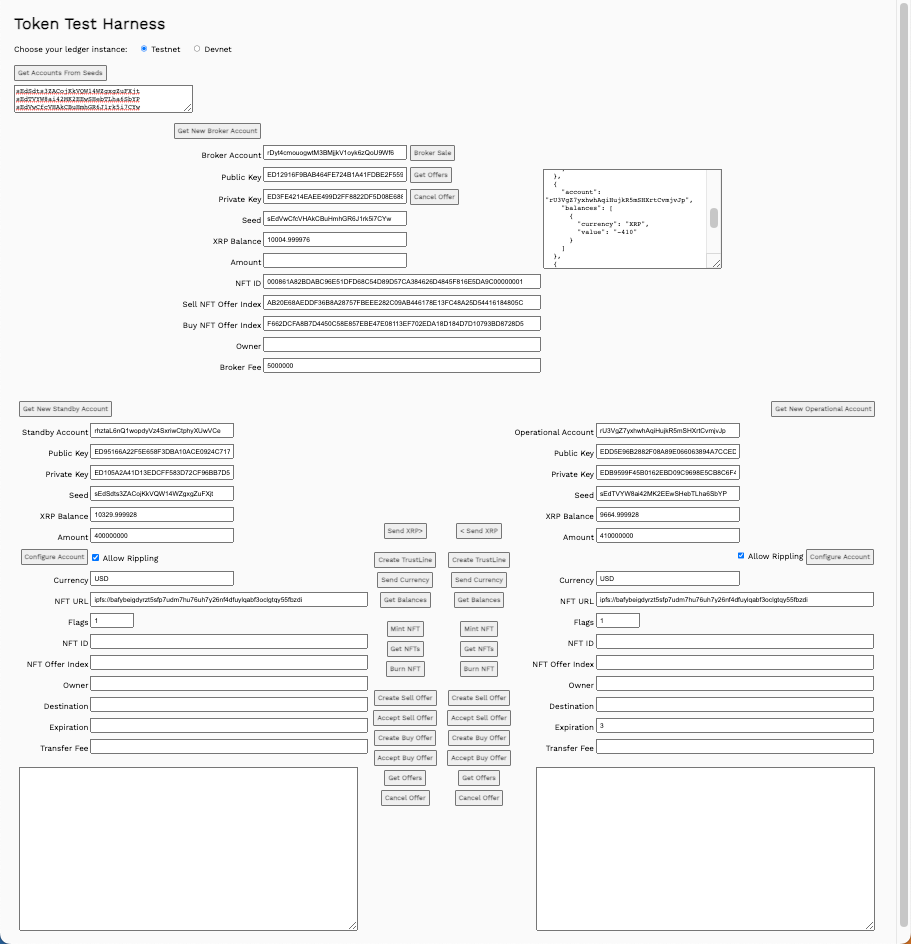 Token Test Harness
Choose your ledger instance: Testnet Devnet
Get Accounts From Seeds
sEdSdts3ZACojKkVQW14WZgxgZuFXjt
sEdTVYW8ai42MK2EEwSHebTLha6SbYP
sEdVwCfcVHAkCBuHmhGR6J1rk5i7CYw
Get New Broker Account
Broker Account rDyt4cmouogwtM3BMjjkV1oyk6zQoU9Wf6 Broker Sale
Public Key ED12916F9BAB464FE724B1A41FDBE2F559 Get Offers
Private Key ED3FE4214EAEE499D2FF8822DF5D08E68 Cancel Offer
Seed sEdVwCfcVHAkCBuHmhGR6J1rk5i7CYw
XRP Balance 10004.999976
Amount
NFT ID 000861A82BDABC96E51DFD68C54D89D57CA384626D4845F816E5DA9C00000001
Sell NFT Offer Index AB20E68AEDDF36B8A28757FBEEE282C09AB446178E13FC48A25D54416184805C
Buy NFT Offer Index F662DCFA8B7D4450C58E857EBE47E08113EF702EDA18D184D7D10793BD8728D5
Owner
Broker Fee 5000000
},
{
"account":
"rU3VgZ7yxhwhAqiHujkR5mSHXrtCvmjvJp",
"balances": [
{
"currency": "XRP",
"value": "-410"
}
]
},
{
Get New Standby Account
Standby Account rhztaL6nQ1wopdyVz4SxriwCtphyXUwVCe
Public Key ED95166A22F5E658F3DBA10ACE0924C717
Private Key ED105A2A41D13EDCFF583D72CF96BB7D5
Seed sEdSdts3ZACojKkVQW14WZgxgZuFXjt
XRP Balance 10329.999928
Amount 400000000
Configure Account Allow Rippling
Currency USD
NFT URL ipfs://bafybeigdyrzt5sfp7udm7hu76uh7y26nf4dfuylqabf3oclgtqy55fbzdi
Flags 1
NFT ID
NFT Offer Index
Owner
Destination
Expiration
Transfer Fee
Send XRP> < Send XRP
Create TrustLine Create TrustLine
Send Currency Send Currency
Get Balances Get Balances
Mint NFT Mint NFT
Get NFTs Get NFTs
Burn NFT Burn NFT
Create Sell Offer Create Sell Offer
Accept Sell Offer Accept Sell Offer
Create Buy Offer Create Buy Offer
Accept Buy Offer Accept Buy Offer
Get Offers Get Offers
Cancel Offer Cancel Offer
Get New Operational Account
Operational Account rU3VgZ7yxhwhAqiHujkR5mSHXrtCvmjvJp
Public Key EDD5E96B2882F08A89E066063894A7CCED
Private Key EDB9599F45B0162EBD09C9698E5CB8C6F4
Seed sEdTVYW8ai42MK2EEwSHebTLha6SbYP
XRP Balance 9664.999928
Amount 410000000
Allow Rippling Configure Account
Currency USD
NFT URL ipfs://bafybeigdyrzt5sfp7udm7hu76uh7y26nf4dfuylqabf3oclgtqy55fbzdi
Flags 1
NFT ID
NFT Offer Index
Owner
Destination
Expiration 3
Transfer Fee